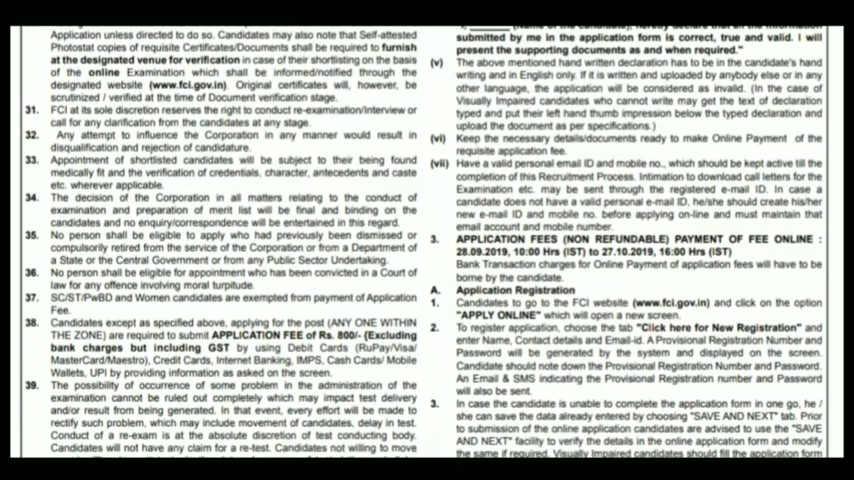 Application unless directed to do so. Candidates may also note that Self-attested
Photostat copies of requisite Certificates/Documents shall be required to furnish
at the designated venue for verification in case of their shortlisting on the basis
of the online Examination which shall be informed/notified through the
designated website (www.fci.gov.in). Original certificates will, however, be
scrutinized / verified at the time of Document verification stage.
31. FCI at its sole discretion reserves the right to conduct re-examination/Interview or
call for any clarification from the candidates at any stage.
32. Any attempt to influence the Corporation in any manner would result in
disqualification and rejection of candidature.
33. Appointment of shortlisted candidates will be subject to their being found
medically fit and the verification of credentials, character, antecedents and caste
etc. wherever applicable.
34. The decision of the Corporation in all matters relating to the conduct of
examination and preparation of merit list will be final and binding on the
candidates and no enquiry/correspondence will be entertained in this regard.
35. No person shall be eligible to apply who had previously been dismissed or
compulsorily retired from the service of the Corporation or from a Department of
a State or the Central Government or from any Public Sector Undertaking.
36. No person shall be eligible for appointment who has been convicted in a Court of
law for any offence involving moral turpitude.
37. SC/ST/PwBD and Women candidates are exempted from payment of Application
Fee.
38. Candidates except as specified above, applying for the post (ANY ONE WITHIN
THE ZONE) are required to submit APPLICATION FEE of Rs. 800/- {Excluding
bank charges but including GST by using Debit Cards (RuPay/Visa/
MasterCard/Maestro), Credit Cards, Internet Banking, IMPS, Cash Cards/ Mobile
Wallets, UPI by providing information as asked on the screen.
39. The possibility of occurrence of some problem in the administration of the
examination cannot be ruled out completely which may impact test delivery
and/or result from being generated. In that event, every effort will be made to
rectify such problem, which may include movement of candidates, delay in test.
Conduct of a re-exam is at the absolute discretion of test conducting body.
Candidates will not have any claim for a re-test. Candidates not willing to move
submitted by me in the application form is correct, true and valid. I will
present the supporting documents as and when required."
(v) The above mentioned hand written declaration has to be in the candidate's hand
writing and in English only. If it is written and uploaded by anybody else or in any
other language, the application will be considered as invalid. (In the case of
Visually Impaired candidates who cannot write may get the text of declaration
typed and put their left hand thumb impression below the typed declaration and
upload the document as per specifications.)
(vi) Keep the necessary details/documents ready to make Online Payment of the
requisite application fee.
(vii) Have a valid personal email ID and mobile no., which should be kept active till the
completion of this Recruitment Process. Intimation to download call letters for the
Examination etc. may be sent through the registered e-mail ID. In case a
candidate does not have a valid personal e-mail ID, he/she should create his/her
new e-mail ID and mobile no. before applying on-line and must maintain that
email account and mobile number.
3. APPLICATION FEES (NON REFUNDABLE) PAYMENT OF FEE ONLINE :
28.09.2019, 10:00 Hrs (IST) to 27.10.2019, 16:00 Hrs (IST)
Bank Transaction charges for Online Payment of application fees will have to be
borne by the candidate.
A. Application Registration
1. Candidates to go to the FCI website (www.fci.gov.in) and click on the option
"APPLY ONLINE" which will open a new screen.
2. To register application, choose the tab "Click here for New Registration" and
enter Name, Contact details and Email-id. A Provisional Registration Number and
Password will be generated by the system and displayed on the screen.
Candidate should note down the Provisional Registration Number and Password.
An Email & SMS indicating the Provisional Registration number and Password
will also be sent.
3. In case the candidate is unable to complete the application form in one go, he /
she can save the data already entered by choosing "SAVE AND NEXT" tab. Prior
to submission of the online application candidates are advised to use the "SAVE
AND NEXT" facility to verify the details in the online application form and modify
the same if required. Visually Impaired candidates should fill the application form